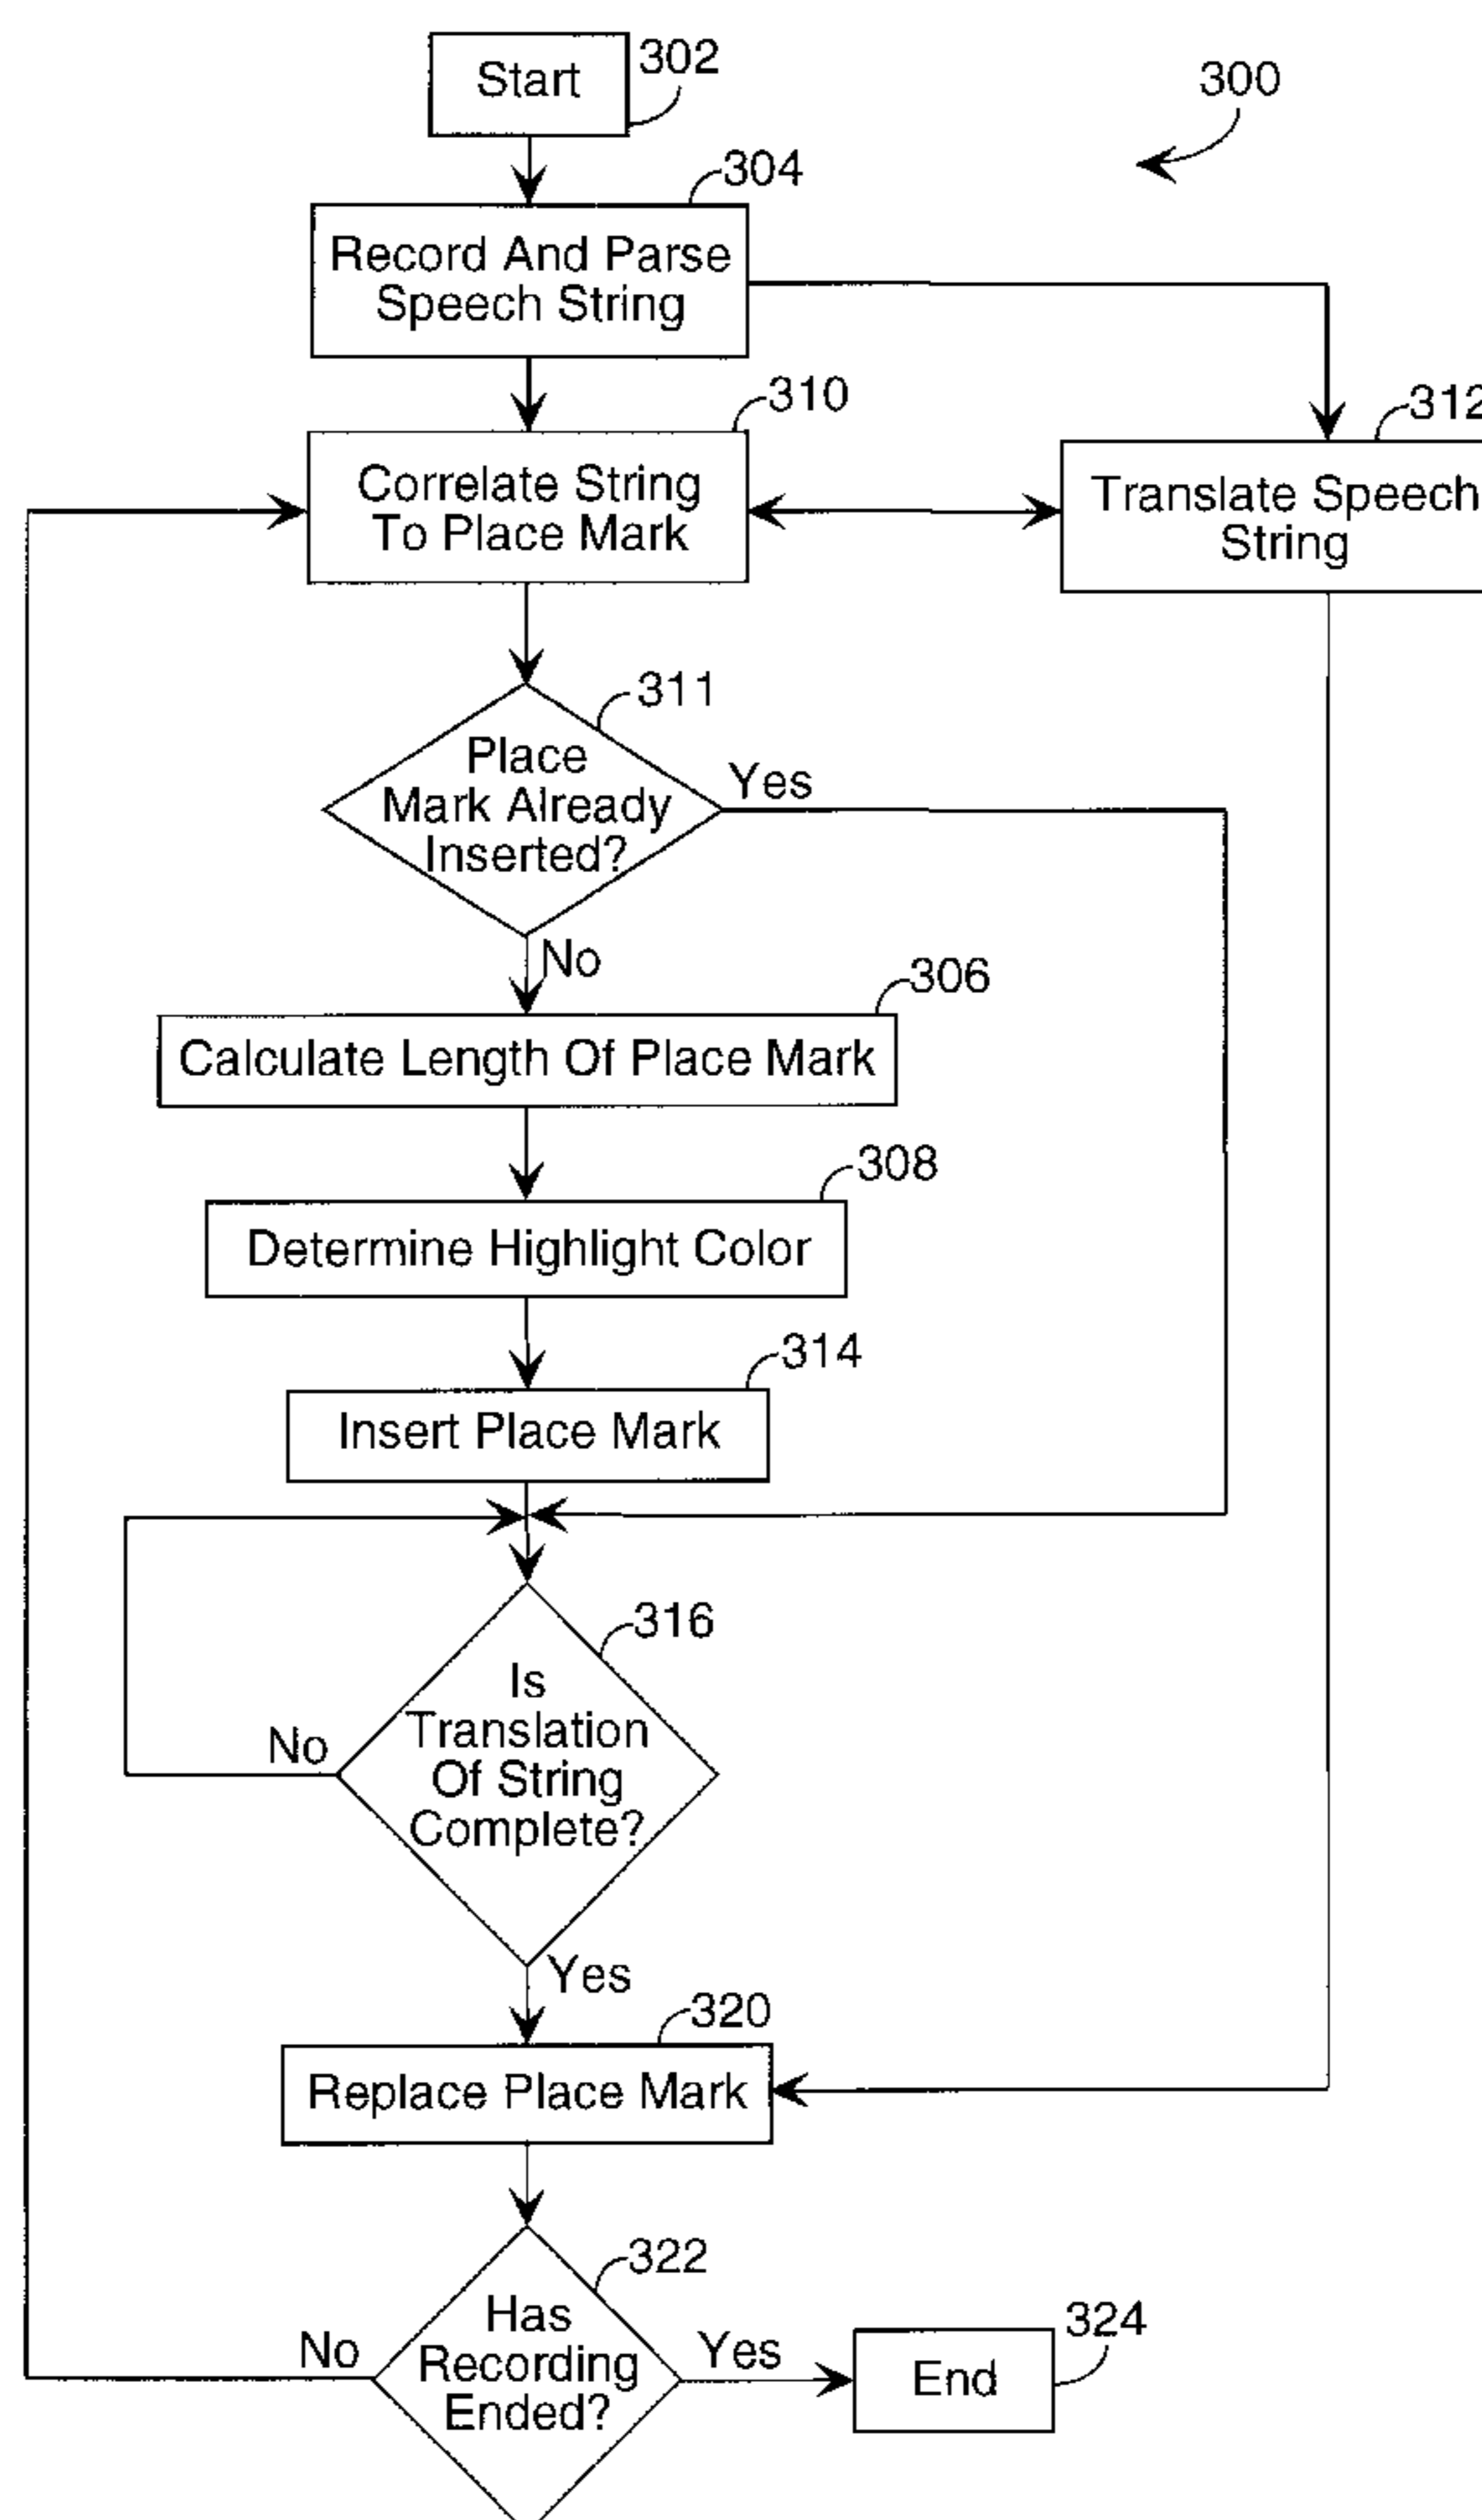 Start
302
300
304
Record And Parse
Speech String
310
312
Correlate String
To Place Mark
Translate Speech
String
311
Place
Mark Already
Inserted?
Yes
No
306
Calculate Length Of Place Mark
308
Determine Highlight Color
314
Insert Place Mark
316
Is
Translation
Of String
Complete?
No
Yes
320
Replace Place Mark
322
Has
Recording
Ended?
No
Yes
324
End